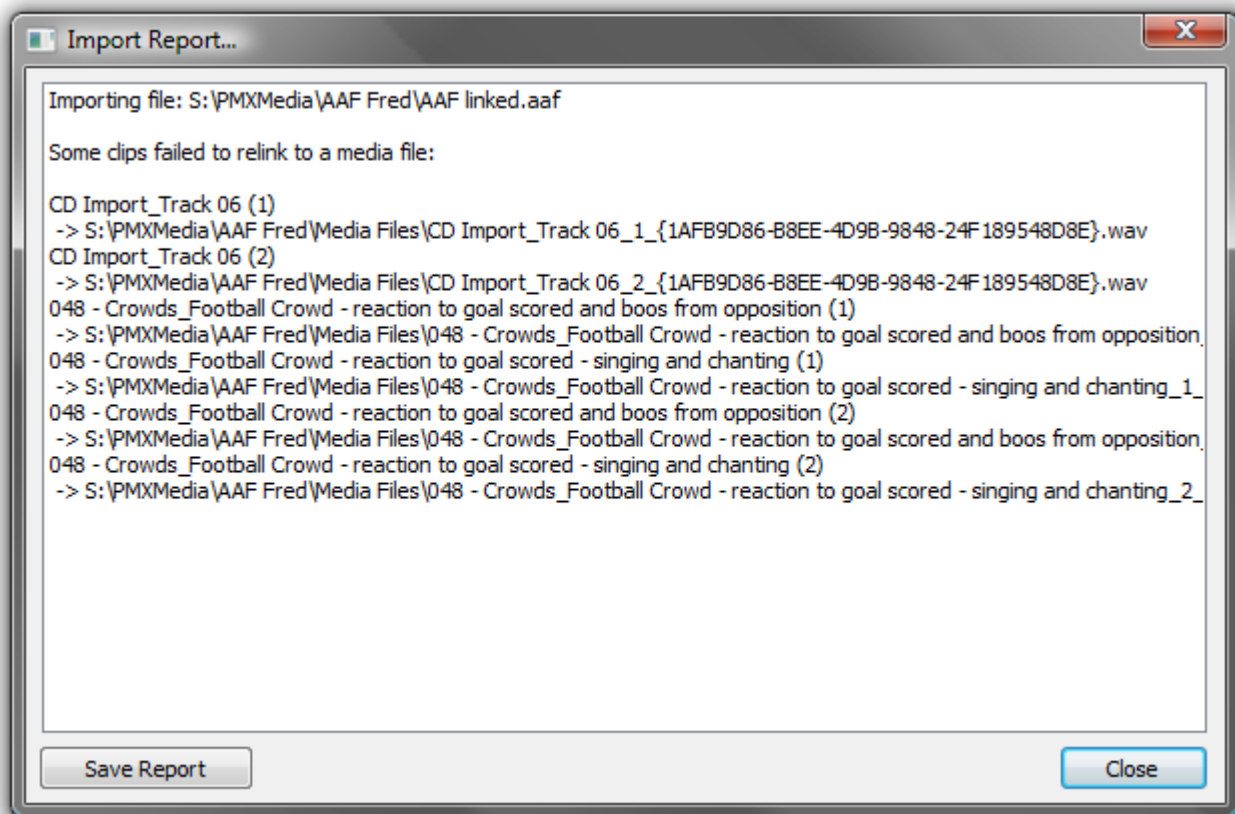 Import Report...
Importing file: S:\PMXMedia\AAF Fred\AAF linked.aaf
Some clips failed to relink to a media file:
CD Import_Track 06 (1)
-> S:\PMXMedia\AAF Fred\Media Files\CD Import_Track 06_1_{1AFB9D86-B8EE-4D9B-9848-24F189548D8E}.wav
CD Import_Track 06 (2)
-> S:\PMXMedia\AAF Fred\Media Files\CD Import_Track 06_2_{1AFB9D86-B8EE-4D9B-9848-24F189548D8E}.wav
048 - Crowds_Football Crowd - reaction to goal scored and boos from opposition (1)
-> S:\PMXMedia\AAF Fred\Media Files\048 - Crowds_Football Crowd - reaction to goal scored and boos from opposition_
048 - Crowds_Football Crowd - reaction to goal scored - singing and chanting (1)
-> S:\PMXMedia\AAF Fred\Media Files\048 - Crowds_Football Crowd - reaction to goal scored - singing and chanting_1_
048 - Crowds_Football Crowd - reaction to goal scored and boos from opposition (2)
-> S:\PMXMedia\AAF Fred\Media Files\048 - Crowds_Football Crowd - reaction to goal scored and boos from opposition_
048 - Crowds_Football Crowd - reaction to goal scored - singing and chanting (2)
-> S:\PMXMedia\AAF Fred\Media Files\048 - Crowds_Football Crowd - reaction to goal scored - singing and chanting_2_
Save Report
Close